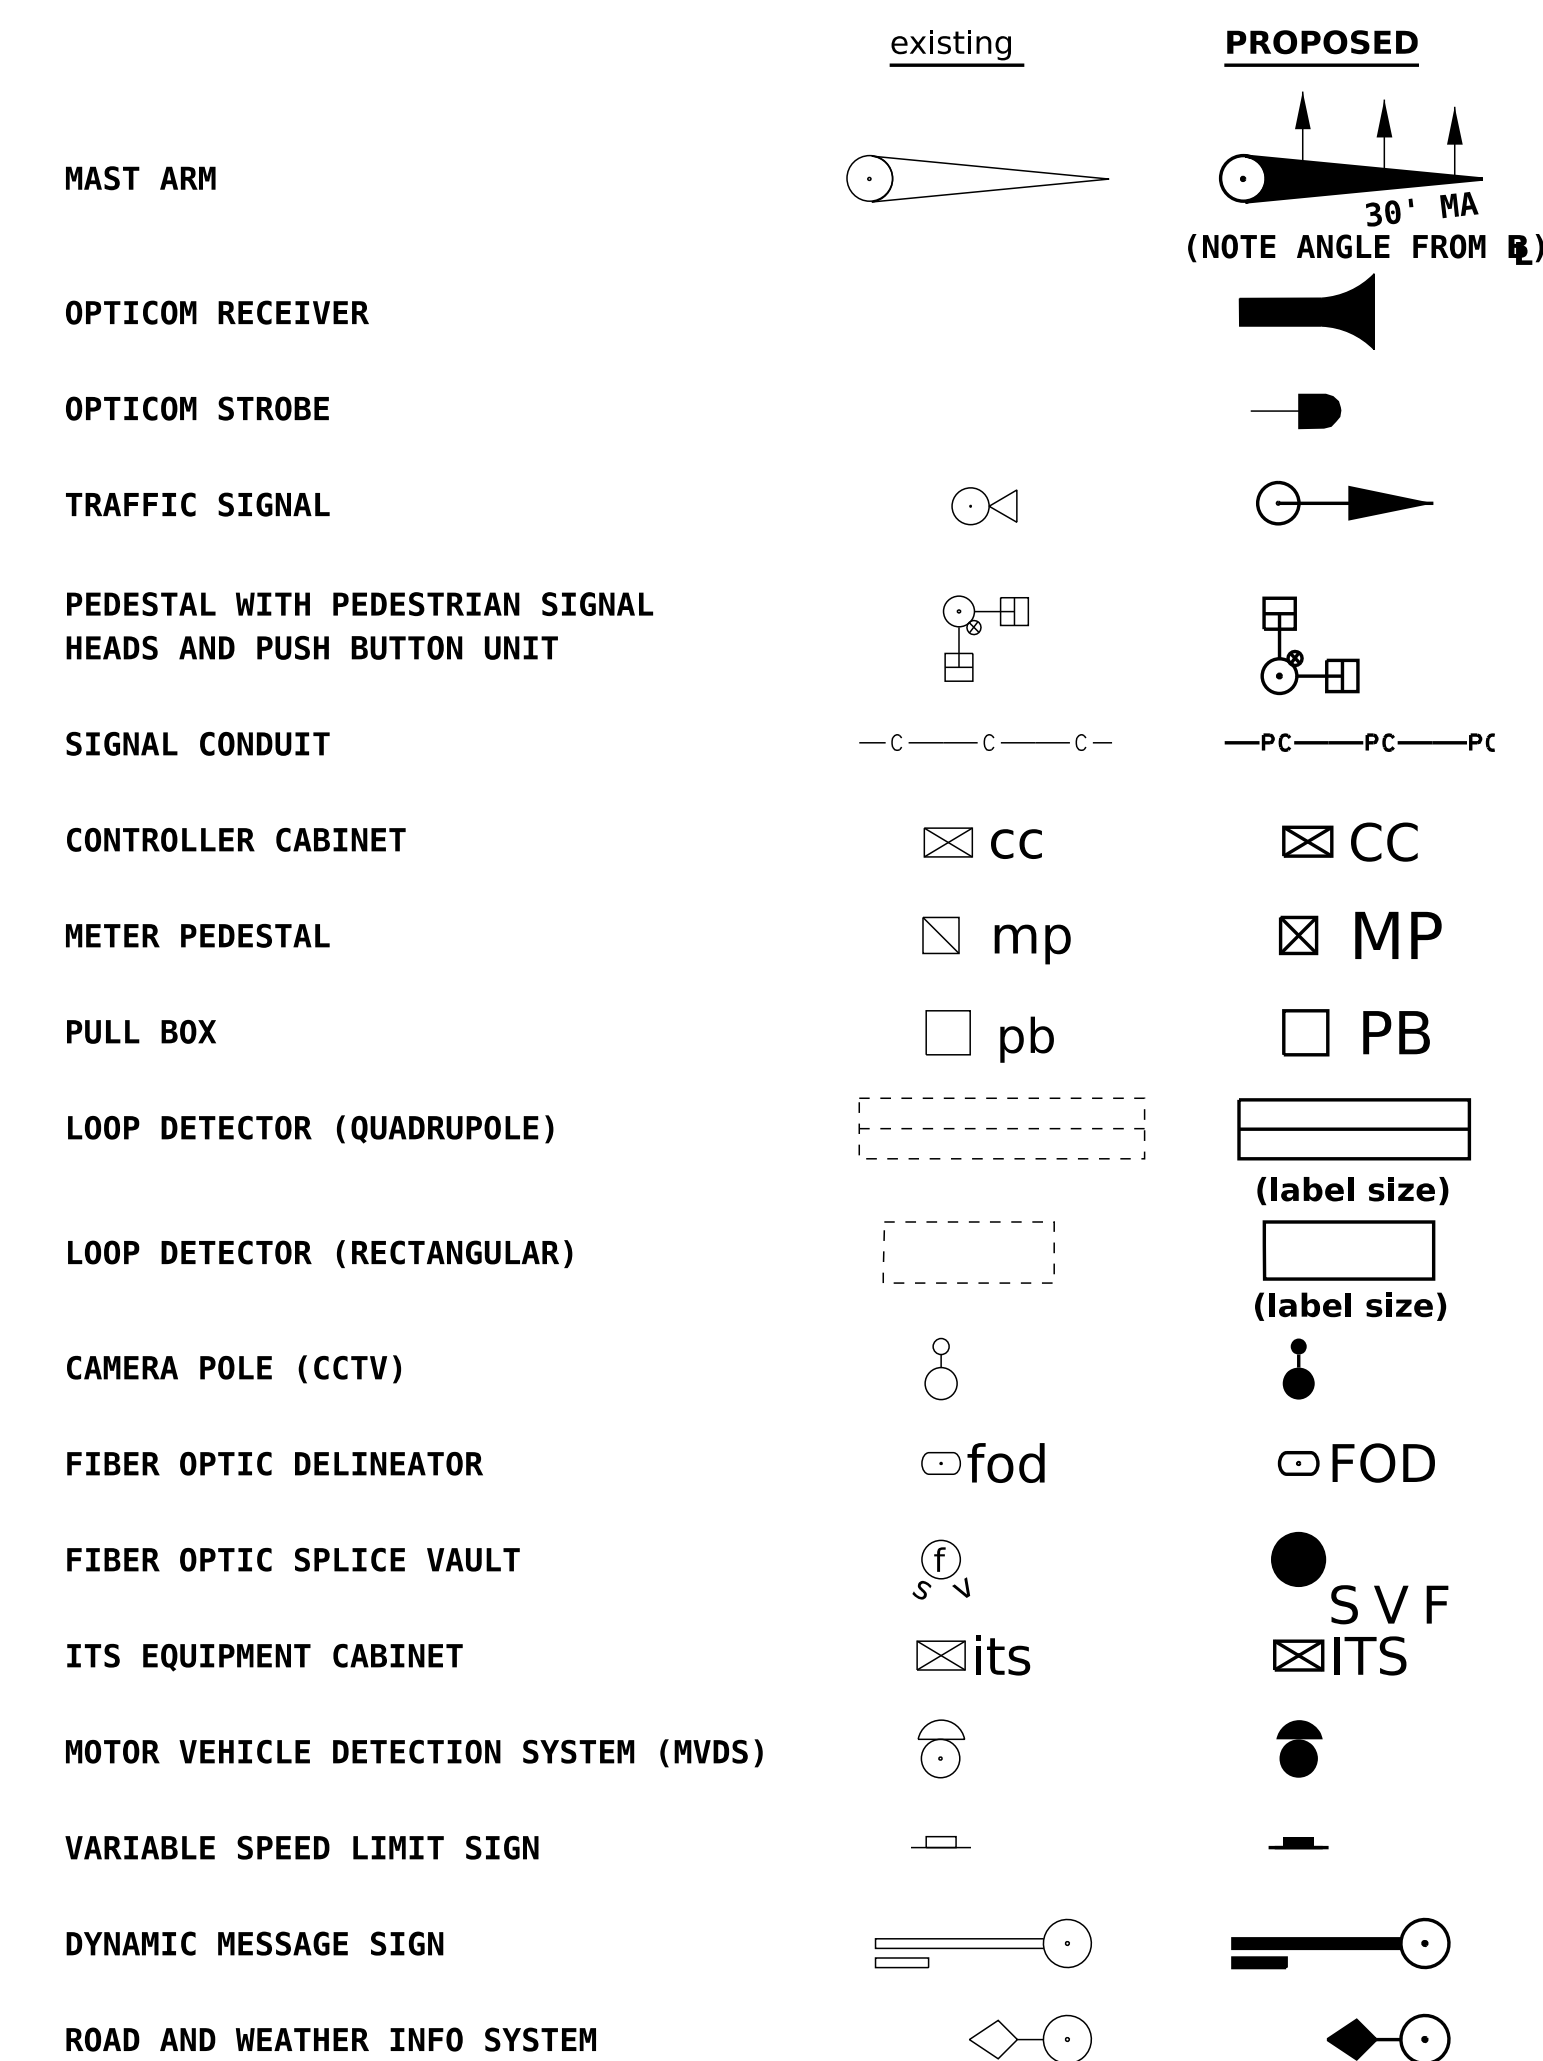 existing PROPOSED
MAST ARM
30' MA
(NOTE ANGLE FROM BL)
OPTICOM RECEIVER
OPTICOM STROBE
TRAFFIC SIGNAL
PEDESTAL WITH PEDESTRIAN SIGNAL
HEADS AND PUSH BUTTON UNIT
SIGNAL CONDUIT C C C PC PC PC
CONTROLLER CABINET cc CC
METER PEDESTAL mp MP
PULL BOX pb PB
LOOP DETECTOR (QUADRUPOLE)
(label size)
LOOP DETECTOR (RECTANGULAR)
(label size)
CAMERA POLE (CCTV)
FIBER OPTIC DELINEATOR fod FOD
FIBER OPTIC SPLICE VAULT f
s v S V F
ITS EQUIPMENT CABINET its ITS
MOTOR VEHICLE DETECTION SYSTEM (MVDS)
VARIABLE SPEED LIMIT SIGN
DYNAMIC MESSAGE SIGN
ROAD AND WEATHER INFO SYSTEM